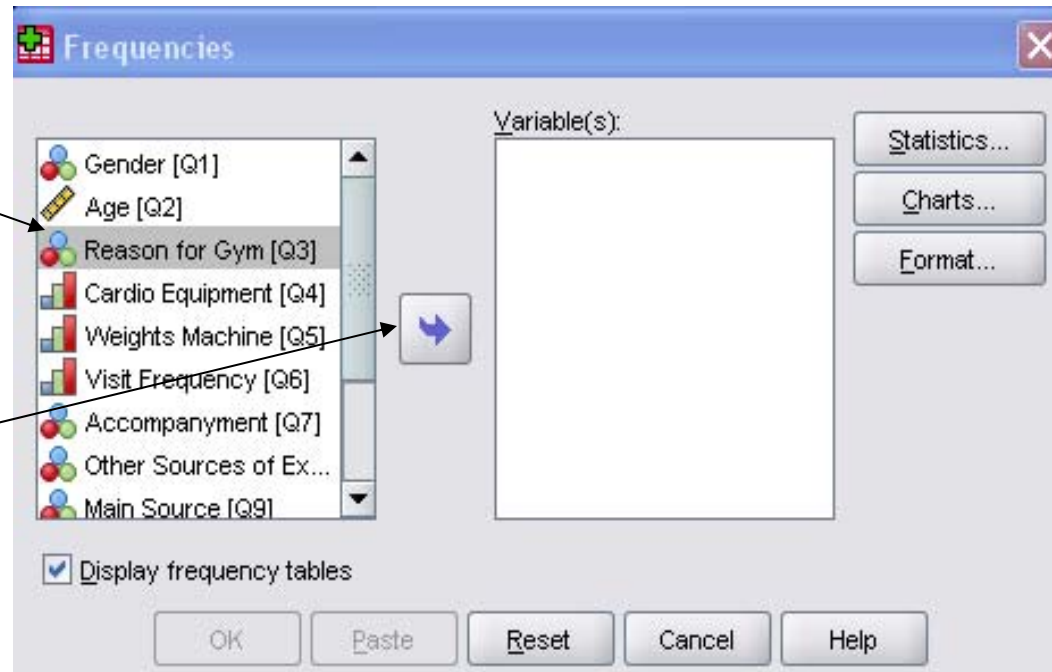 Frequencies
Variable(s):
Gender [Q1]
Age [Q2]
Reason for Gym [Q3]
Cardio Equipment [Q4]
Weights Machine [Q5]
Visit Frequency [Q6]
Accompanyment [Q7]
Other Sources of Ex...
Main Source [Q9]
Statistics...
Charts...
Format...
Display frequency tables
OK
Paste
Reset
Cancel
Help